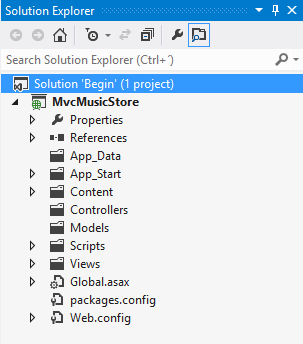 Solution Explorer
Search Solution Explorer (Ctrl+´)
Solution 'Begin' (1 project)
MvcMusicStore
Properties
References
App_Data
App_Start
Content
Controllers
Models
Scripts
Views
Global.asax
packages.config
Web.config